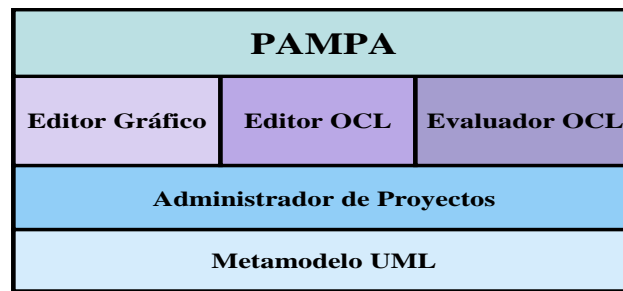 PAMPA
Editor Gráfico
Editor OCL
Evaluador OCL
Administrador de Proyectos
Metamodelo UML